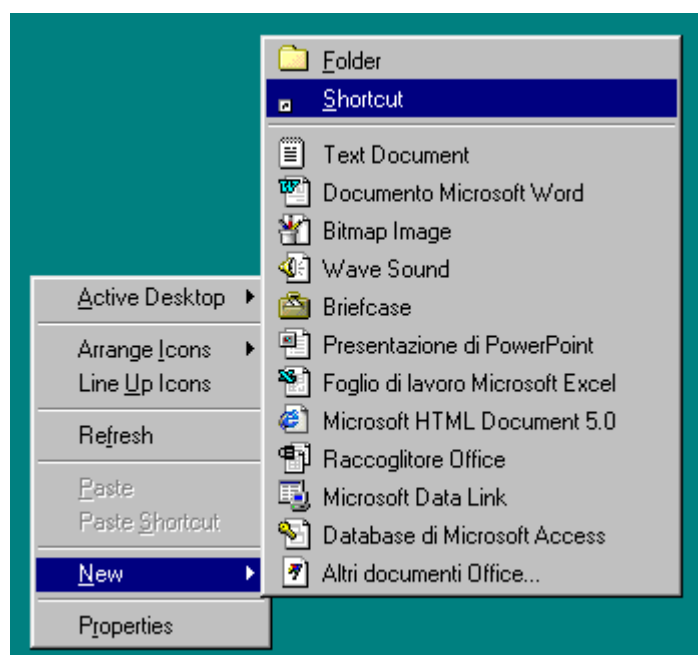 Active Desktop
Arrange Icons
Line Up Icons
Refresh
Paste
Paste Shortcut
New
Properties
Folder
Shortcut
Text Document
Documento Microsoft Word
Bitmap Image
Wave Sound
Briefcase
Presentazione di PowerPoint
Foglio di lavoro Microsoft Excel
Microsoft HTML Document 5.0
Raccoglitore Office
Microsoft Data Link
Database di Microsoft Access
Altri documenti Office...